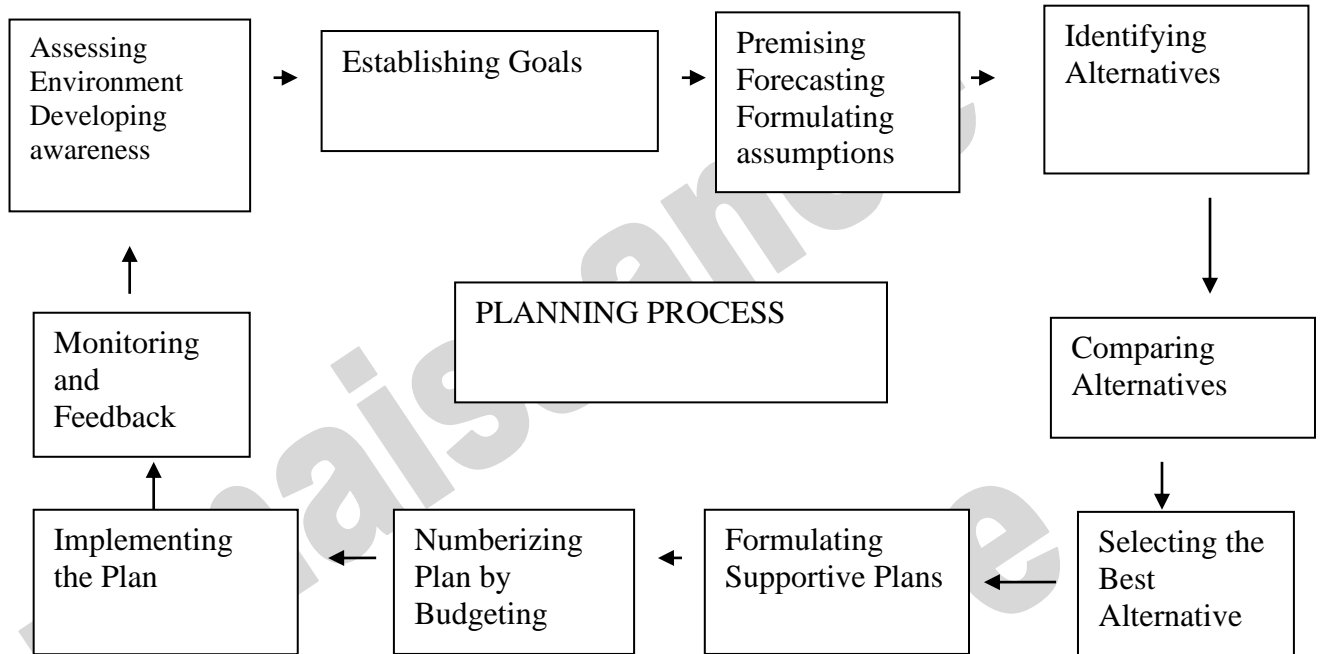 Assessing
Environment
Developing
awareness
Establishing Goals
Premising
Forecasting
Formulating
assumptions
Identifying
Alternatives
PLANNING PROCESS
Monitoring
and
Feedback
Comparing
Alternatives
Implementing
the Plan
Numberizing
Plan by
Budgeting
Formulating
Supportive Plans
Selecting the
Best
Alternative